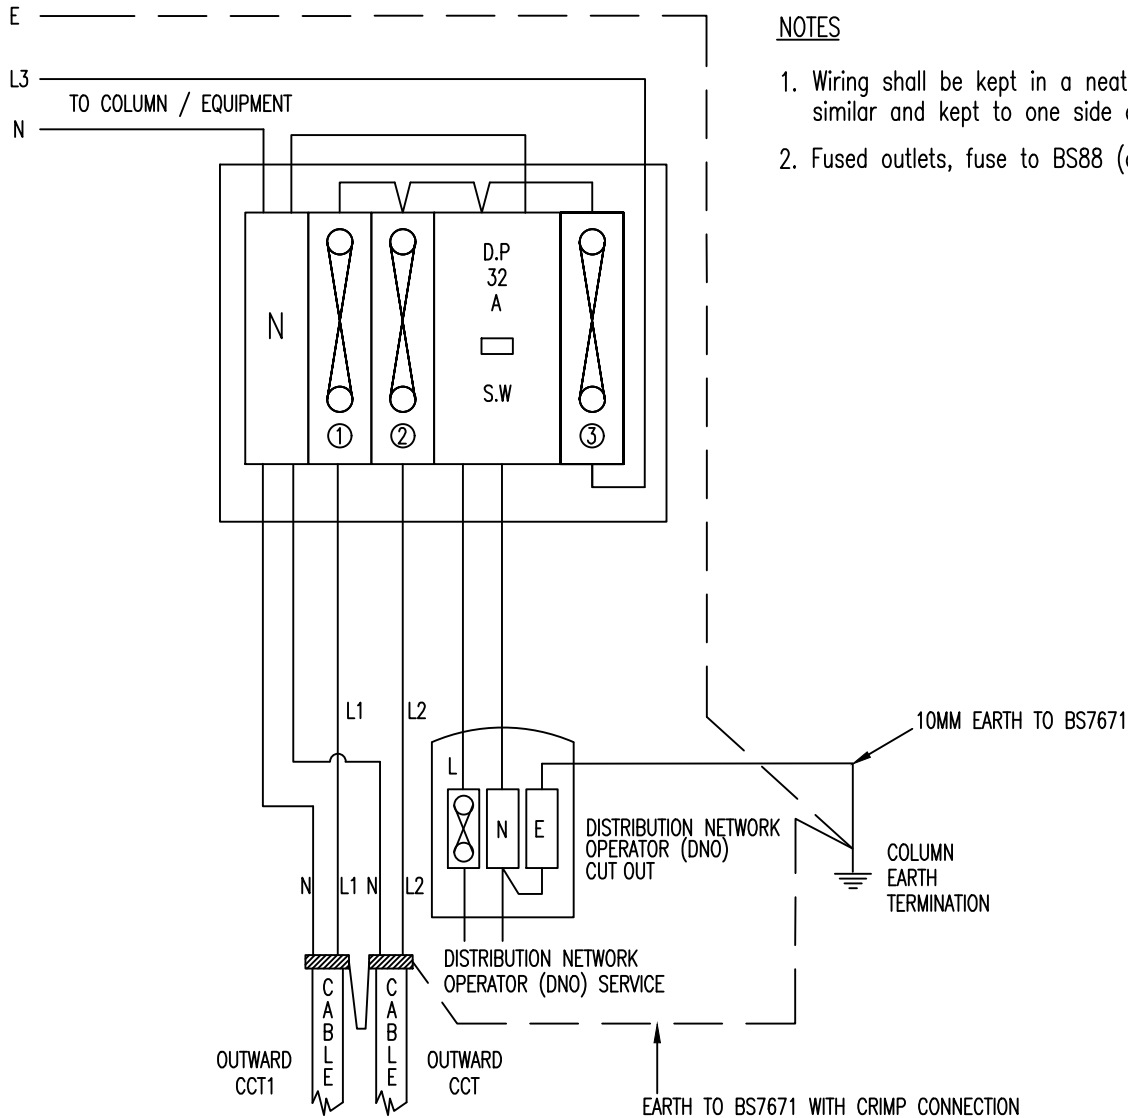 E
L3
TO COLUMN / EQUIPMENT
N
NOTES
1. Wiring shall be kept in a neat
similar and kept to one side
2. Fused outlets, fuse to BS88
N
D.P
32
A
S.W
1
2
3
L1
L2
L
N
E
DISTRIBUTION NETWORK
OPERATOR (DNO)
CUT OUT
10MM EARTH TO BS7671
COLUMN
EARTH
TERMINATION
N
L1
N
L2
DISTRIBUTION NETWORK
OPERATOR (DNO) SERVICE
CABLE
CABLE
OUTWARD
CCT1
OUTWARD
CCT
EARTH TO BS7671 WITH CRIMP CONNECTION